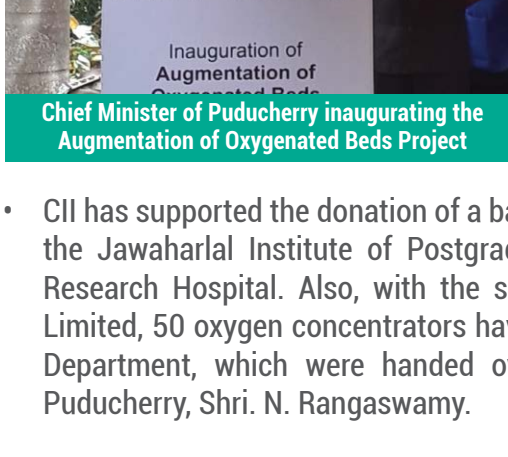 Inauguration of
Augmentation of
Oxygenated Beds
Chief Minister of Puducherry inaugurating the
Augmentation of Oxygenated Beds Project
• CII has supported the donation of a
the Jawaharlal Institute of
Research Hospital. Also, with the
Limited, 50 oxygen concentrators
Department, which were handed
Puducherry, Shri. N. Rangaswamy.